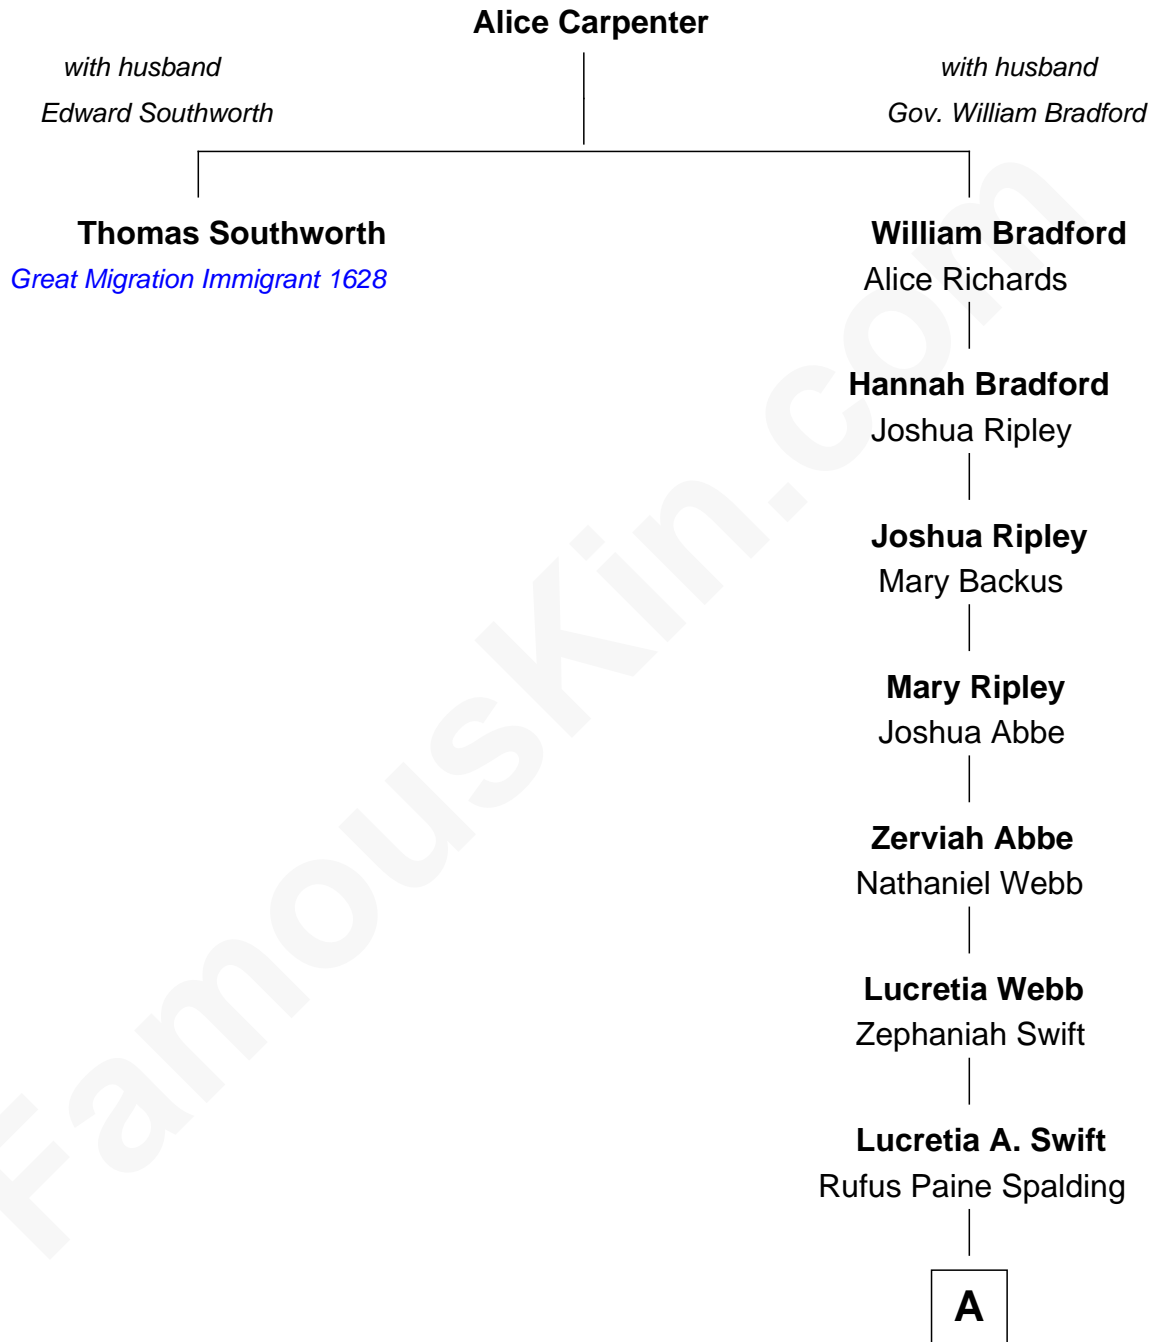 Alice Carpenter
with husband
Edward Southworth
with husband
Gov. William Bradford
Thomas Southworth
Great Migration Immigrant 1628
William Bradford
Alice Richards
Hannah Bradford
Joshua Ripley
Joshua Ripley
Mary Backus
Mary Ripley
Joshua Abbe
Zerviah Abbe
Nathaniel Webb
Lucretia Webb
Zephaniah Swift
Lucretia A. Swift
Rufus Paine Spalding
A
FamousKin.com